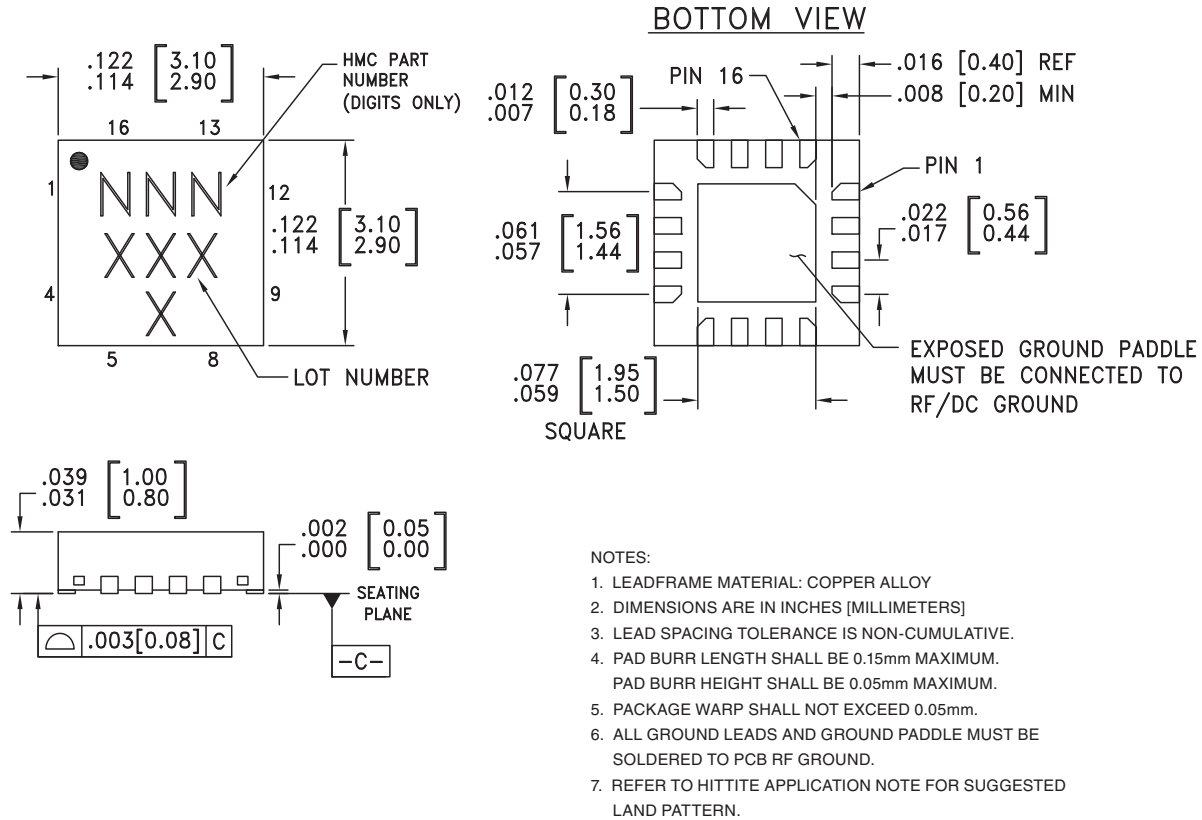 BOTTOM VIEW
.122 [3.10]
.114 [2.90]
HMC PART
NUMBER
(DIGITS ONLY)
16 13
1
12
4
9
5 8
NNN
XXX
X
.122 [3.10]
.114 [2.90]
LOT NUMBER
PIN 16
.016 [0.40] REF
.008 [0.20] MIN
.012 [0.30]
.007 [0.18]
PIN 1
.061 [1.56]
.057 [1.44]
.022 [0.56]
.017 [0.44]
.077 [1.95]
.059 [1.50]
SQUARE
EXPOSED GROUND PADDLE
MUST BE CONNECTED TO
RF/DC GROUND
.039 [1.00]
.031 [0.80]
.002 [0.05]
.000 [0.00]
SEATING
PLANE
.003[0.08] C
-C-
NOTES:
1. LEADFRAME MATERIAL: COPPER ALLOY
2. DIMENSIONS ARE IN INCHES [MILLIMETERS]
3. LEAD SPACING TOLERANCE IS NON-CUMULATIVE.
4. PAD BURR LENGTH SHALL BE 0.15mm MAXIMUM.
PAD BURR HEIGHT SHALL BE 0.05mm MAXIMUM.
5. PACKAGE WARP SHALL NOT EXCEED 0.05mm.
6. ALL GROUND LEADS AND GROUND PADDLE MUST BE
SOLDERED TO PCB RF GROUND.
7. REFER TO HITTITE APPLICATION NOTE FOR SUGGESTED
LAND PATTERN.